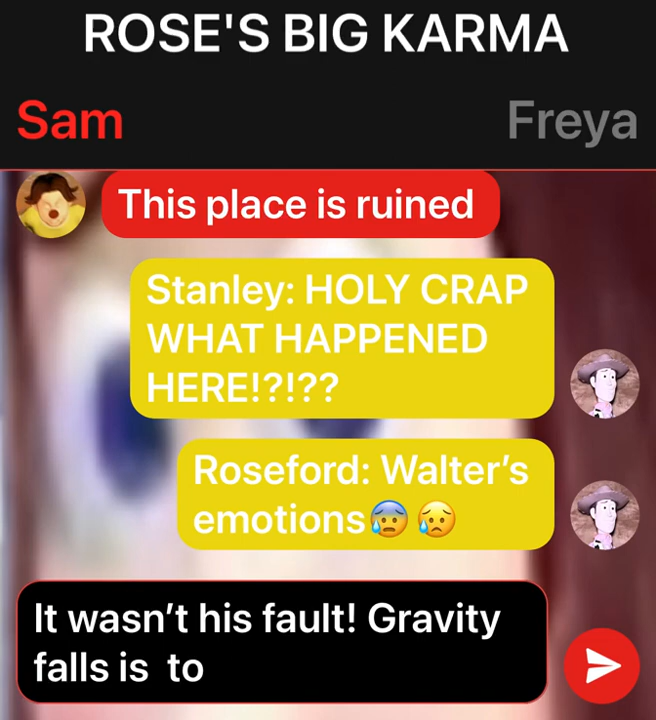 ROSE'S BIG KARMA
Sam
Freya
This place is ruined
Stanley: HOLY CRAP
WHAT HAPPENED
HERE!?!??
Roseford: Walter’s
emotions😰 😥
It wasn’t his fault! Gravity
falls is  to